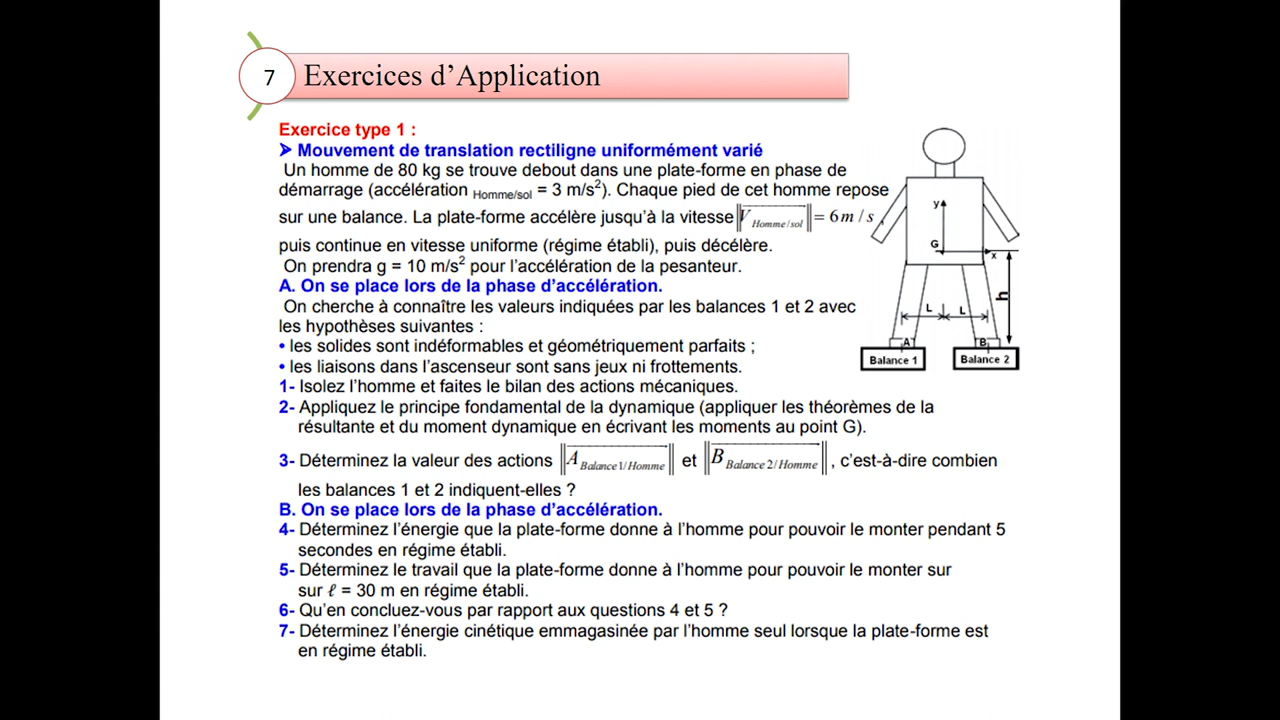 7
Exercices d'Application
Exercice type 1 :
➢ Mouvement de translation rectiligne uniformément varié
Un homme de 80 kg se trouve debout dans une plate-forme en phase de
démarrage (accélération Homme/sol = 3 m/s²). Chaque pied de cet homme repose
sur une balance. La plate-forme accélère jusqu'à la vitesse ||V Homme/sol|| = 6 m / s ,
puis continue en vitesse uniforme (régime établi), puis décélère.
On prendra g = 10 m/s² pour l'accélération de la pesanteur.
A. On se place lors de la phase d'accélération.
On cherche à connaître les valeurs indiquées par les balances 1 et 2 avec
les hypothèses suivantes :
• les solides sont indéformables et géométriquement parfaits ;
• les liaisons dans l'ascenseur sont sans jeux ni frottements.
1- Isolez l'homme et faites le bilan des actions mécaniques.
2- Appliquez le principe fondamental de la dynamique (appliquer les théorèmes de la
résultante et du moment dynamique en écrivant les moments au point G).
3- Déterminez la valeur des actions ||A Balance1/Homme|| et ||B Balance2/Homme|| , c'est-à-dire combien
les balances 1 et 2 indiquent-elles ?
B. On se place lors de la phase d'accélération.
4- Déterminez l'énergie que la plate-forme donne à l'homme pour pouvoir le monter pendant 5
secondes en régime établi.
5- Déterminez le travail que la plate-forme donne à l'homme pour pouvoir le monter sur
sur ℓ = 30 m en régime établi.
6- Qu'en concluez-vous par rapport aux questions 4 et 5 ?
7- Déterminez l'énergie cinétique emmagasinée par l'homme seul lorsque la plate-forme est
en régime établi.
y
G
x
h
L L
A B
Balance 1 Balance 2